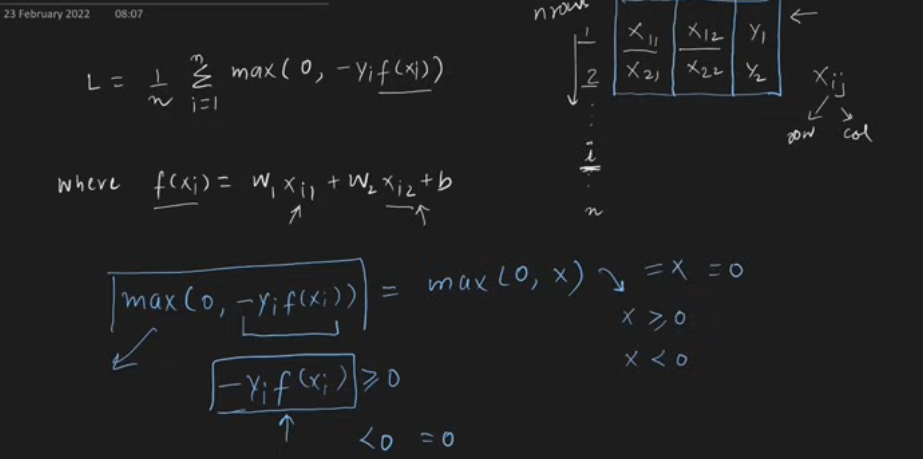 23 February 2022 08:07
nrows
1 X₁₁ X₁₂ Y₁ ←
2 X₂₁ X₂₂ Y₂
L = 1/n Σ_{i=1}^{n} max(0, -yᵢ f(xᵢ))
Xᵢⱼ
row col
i
n
where f(xᵢ) = w₁ xᵢ₁ + w₂ xᵢ₂ + b
max(0, -yᵢ f(xᵢ)) = max(0, x) = x = 0
x ≥ 0
x < 0
-yᵢ f(xᵢ) ≥ 0
<0 = 0